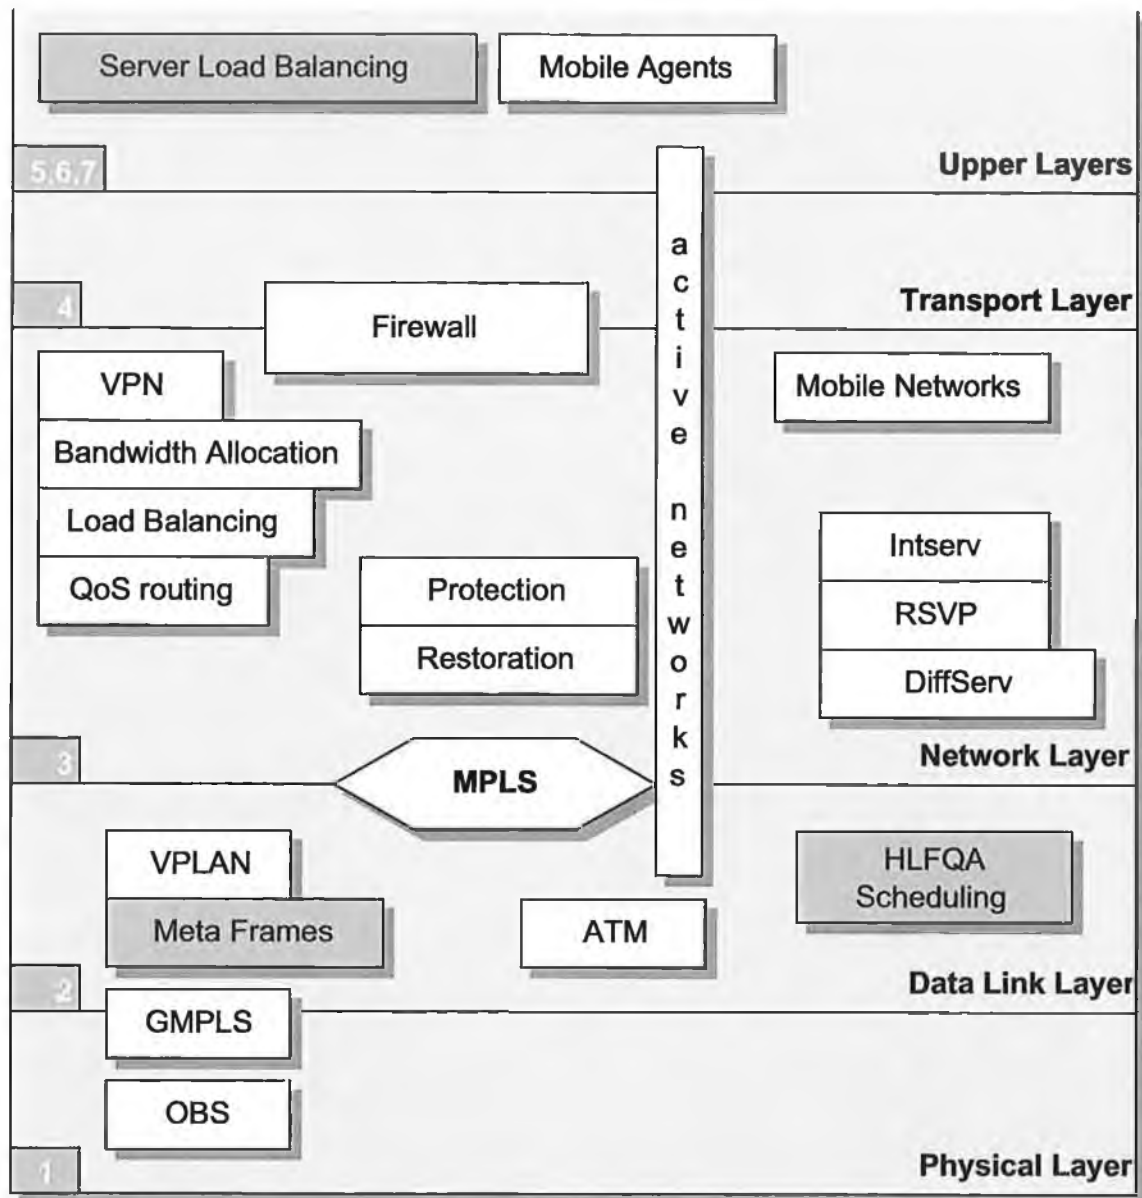 Server Load Balancing
Mobile Agents
5,6,7
Upper Layers
active networks
4
Transport Layer
Firewall
VPN
Mobile Networks
Bandwidth Allocation
Load Balancing
QoS routing
Protection
Restoration
Intserv
RSVP
DiffServ
3
Network Layer
MPLS
VPLAN
Meta Frames
ATM
HLFQA
Scheduling
2
Data Link Layer
GMPLS
OBS
1
Physical Layer